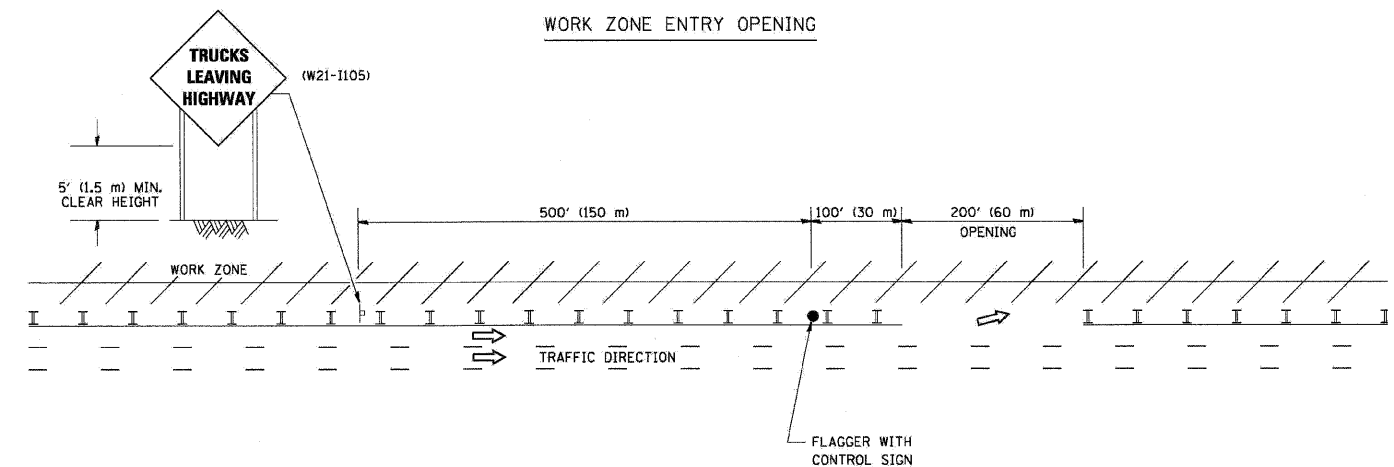 WORK ZONE ENTRY OPENING
TRUCKS
LEAVING
HIGHWAY
(W21-I105)
5' (1.5 m) MIN.
CLEAR HEIGHT
500' (150 m)
100' (30 m)
200' (60 m)
OPENING
WORK ZONE
TRAFFIC DIRECTION
FLAGGER WITH
CONTROL SIGN